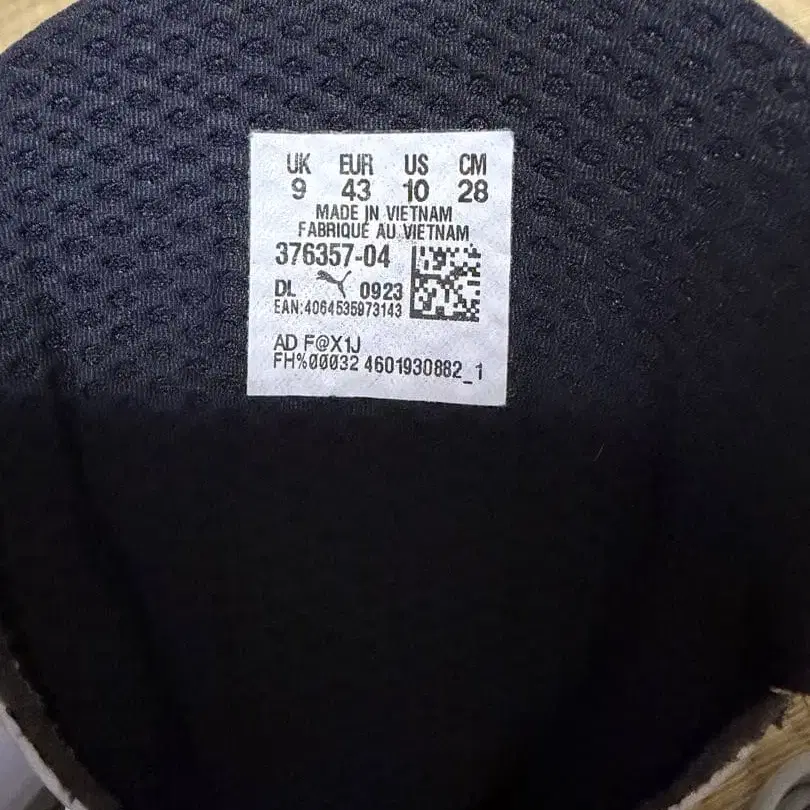 UK EUR US CM
9 43 10 28
MADE IN VIETNAM
FABRIQUÉ AU VIETNAM
376357-04
DL 0923
EAN:4064535973143
AD F@X1J
FH%00032 4601930882_1